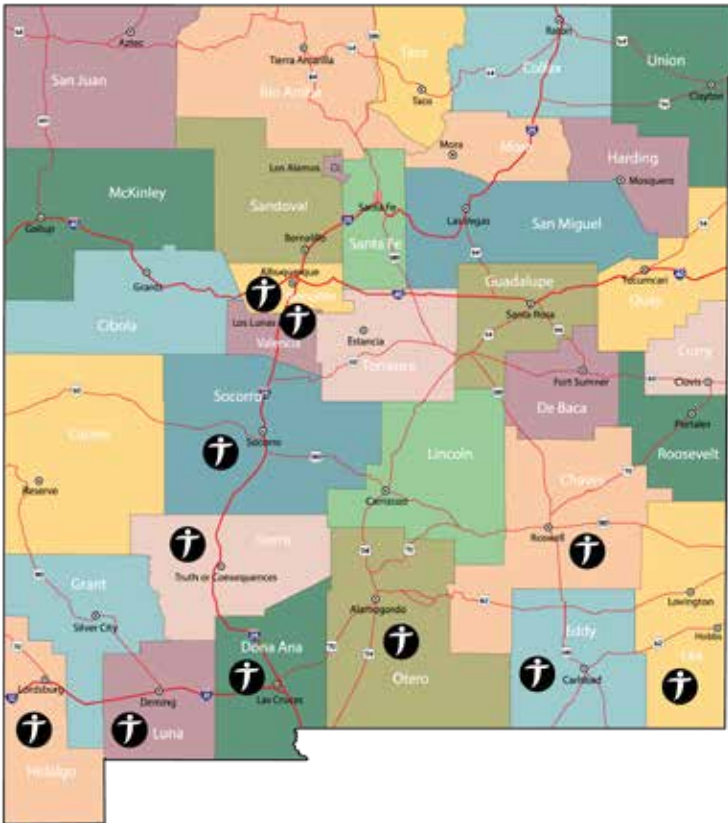 Aztec
San Juan
Tierra Amarilla
Rio Arriba
Taos
Taos
Raton
Colfax
Union
Clayton
Mora
Mora
Harding
Mosquero
McKinley
Gallup
Los Alamos
Sandoval
Bernalillo
Santa Fe
Santa Fe
Las Vegas
San Miguel
Grants
Cibola
Albuquerque
Los Lunas
Valencia
Estancia
Torrance
Guadalupe
Santa Rosa
Tucumcari
Quay
Curry
Clovis
Fort Sumner
De Baca
Portales
Roosevelt
Socorro
Socorro
Catron
Reserve
Lincoln
Carrizozo
Chaves
Roswell
Sierra
Truth or Consequences
Grant
Silver City
Alamogordo
Otero
Dona Ana
Las Cruces
Eddy
Carlsbad
Lovington
Hobbs
Lea
Lordsburg
Hidalgo
Deming
Luna